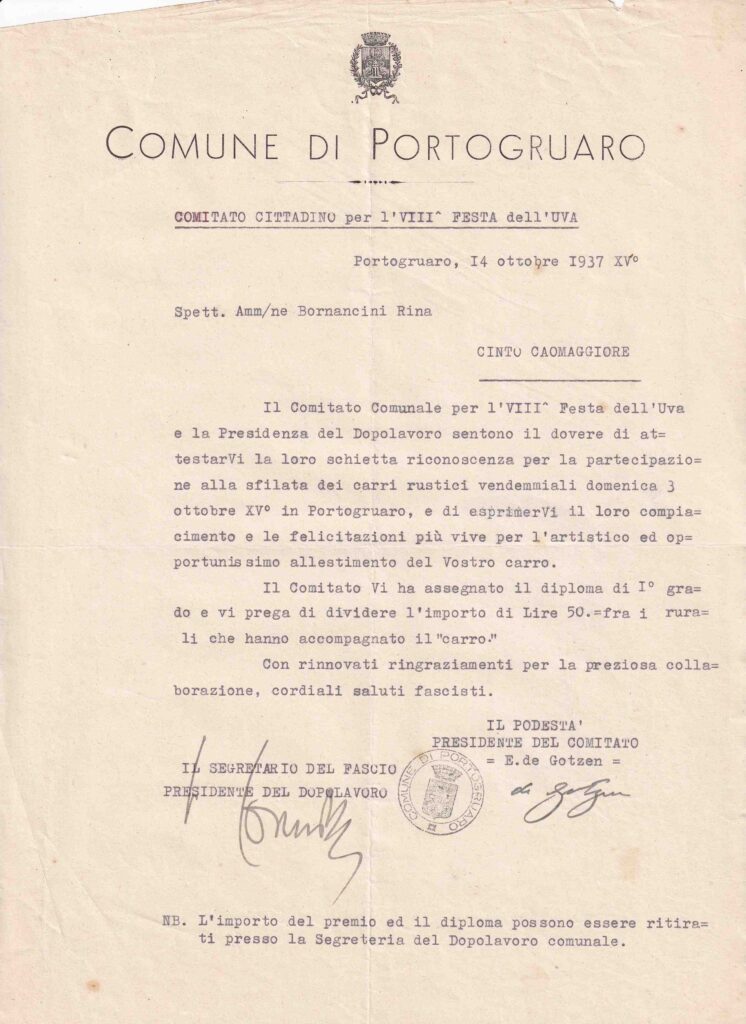 COMUNE DI PORTOGRUARO
COMITATO CITTADINO per l'VIII^ FESTA dell'UVA
Portogruaro, 14 ottobre 1937 XV°
Spett. Amm/ne Bornancini Rina
CINTO CAOMAGGIORE
Il Comitato Comunale per l'VIII^ Festa dell'Uva
e la Presidenza del Dopolavoro sentono il dovere di at=
testarVi la loro schietta riconoscenza per la partecipazio=
ne alla sfilata dei carri rustici vendemmiali domenica 3
ottobre XV° in Portogruaro, e di esprimerVi il loro compia=
cimento e le felicitazioni più vive per l'artistico ed op=
portunissimo allestimento del Vostro carro.
Il Comitato Vi ha assegnato il diploma di I° gra=
do e vi prega di dividere l'importo di Lire 50.=fra i rura=
li che hanno accompagnato il "carro."
Con rinnovati ringraziamenti per la preziosa colla=
borazione, cordiali saluti fascisti.
IL PODESTA'
PRESIDENTE DEL COMITATO
= E.de Gotzen =
IL SEGRETARIO DEL FASCIO
PRESIDENTE DEL DOPOLAVORO
COMUNE DI PORTOGRUARO
de Gotzen
NB. L'importo del premio ed il diploma possono essere ritira=
ti presso la Segreteria del Dopolavoro comunale.